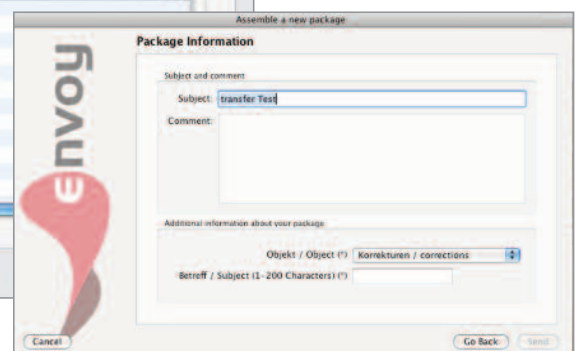 Assemble a new package
envoy
Package Information
Subject and comment
Subject: transfer Test
Comment:
Additional information about your package
Objekt / Object (*) Korrekturen / corrections
Betreff / Subject (1-200 Characters) (*)
Cancel Go Back Send